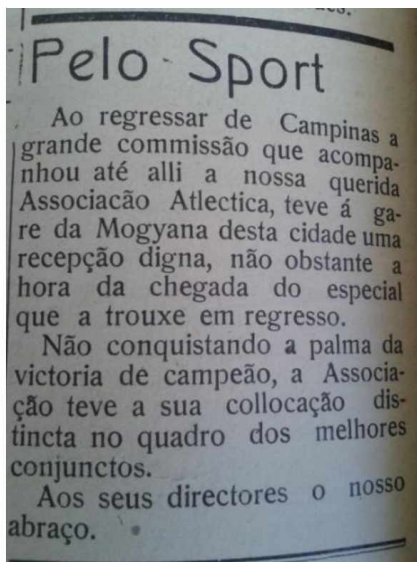 Pelo Sport
Ao regressar de Campinas a
grande commissão que acompa-
nhou até alli a nossa querida
Associacão Atlectica, teve á ga-
re da Mogyana desta cidade uma
recepção digna, não obstante a
hora da chegada do especial
que a trouxe em regresso.
Não conquistando a palma da
victoria de campeão, a Associa-
ção teve a sua collocação dis-
tincta no quadro dos melhores
conjunctos.
Aos seus directores o nosso
abraço.